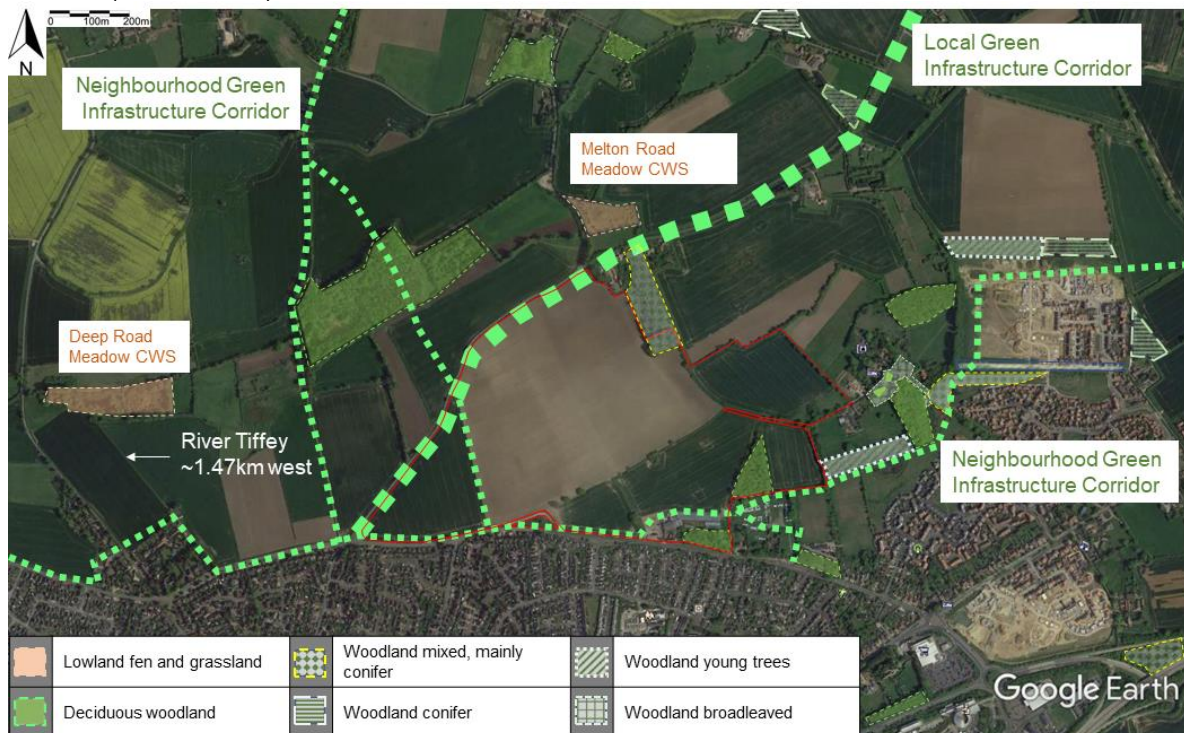 0 100m 200m
N
Neighbourhood Green
Infrastructure Corridor
Local Green
Infrastructure Corridor
Melton Road
Meadow CWS
Deep Road
Meadow CWS
River Tiffey
~1.47km west
Neighbourhood Green
Infrastructure Corridor
Lowland fen and grassland
Woodland mixed, mainly
conifer
Woodland young trees
Deciduous woodland
Woodland conifer
Woodland broadleaved
Google Earth